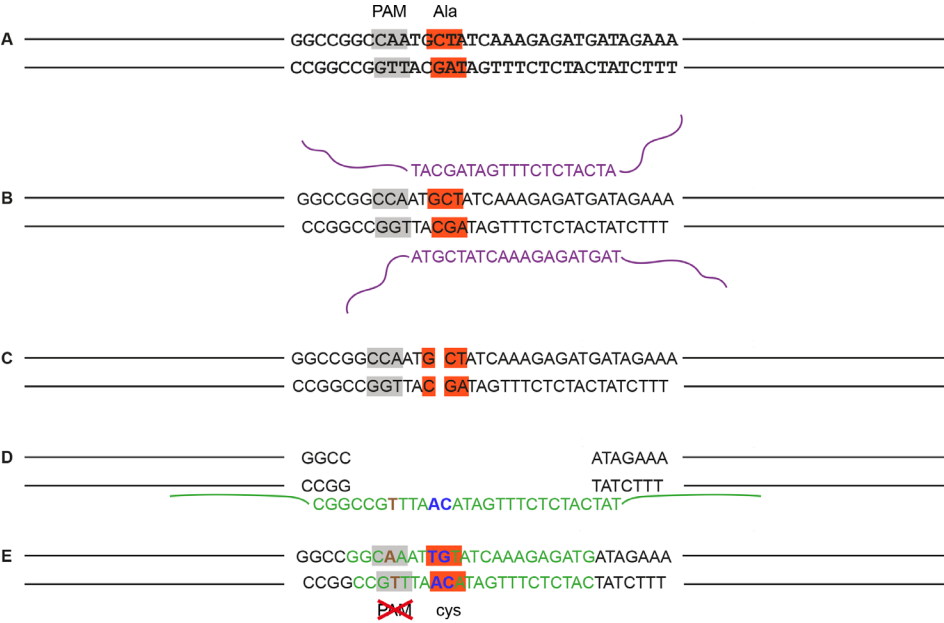 PAM Ala
A GGCCGGCCAATGCTATCAAAGAGATGATAGAAA
CCGGCCGGTTACGATAGTTTCTCTACTATCTTT
TACGATAGTTTCTCTACTA
B GGCCGGCCAATGCTATCAAAGAGATGATAGAAA
CCGGCCGGTTACGATAGTTTCTCTACTATCTTT
ATGCTATCAAAGAGATGAT
C GGCCGGCCAATG CTATCAAAGAGATGATAGAAA
CCGGCCGGTTAC GATAGTTTCTCTACTATCTTT
D GGCC ATAGAAA
CCGG TATCTTT
CGGCCGTTTAACATAGTTTCTCTACTAT
E GGCCGGCAAATTGTATCAAAGAGATGATAGAAA
CCGGCCGTTTAACATAGTTTCTCTACTATCTTT
PAM cys